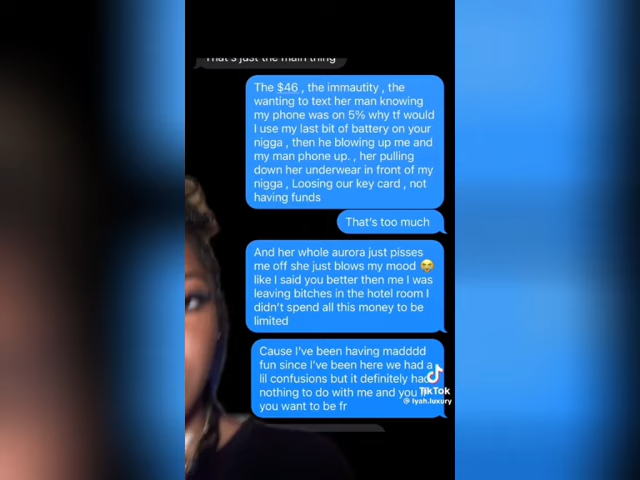 That's just the main thing
The $46 , the immautity , the
wanting to text her man knowing
my phone was on 5% why tf would
I use my last bit of battery on your
nigga , then he blowing up me and
my man phone up. , her pulling
down her underwear in front of my
nigga , Loosing our key card , not
having funds
That's too much
And her whole aurora just pisses
me off she just blows my mood 😭
like I said you better then me I was
leaving bitches in the hotel room I
didn't spend all this money to be
limited
Cause I've been having madddd
fun since I've been here we had a
lil confusions but it definitely had
nothing to do with me and you
you want to be fr
TikTok
@ lyah.luxury